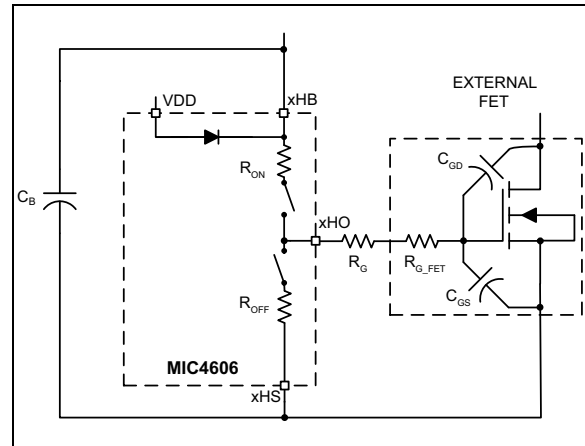 EXTERNAL
FET
VDD
xHB
C_GD
R_ON
C_B
xHO
R_G
R_G_FET
C_GS
R_OFF
MIC4606
xHS